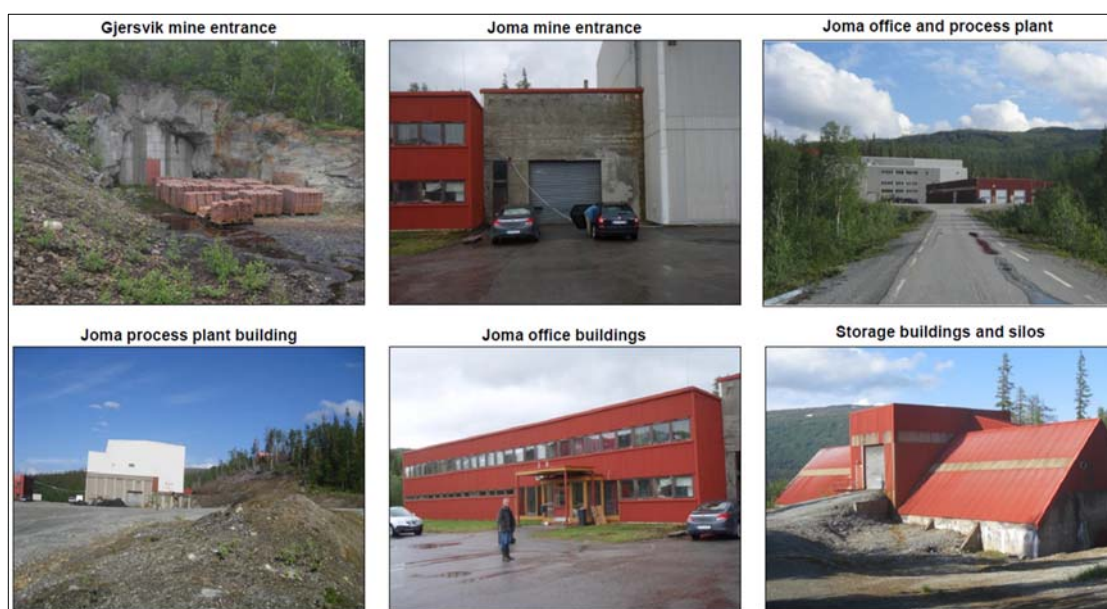 Gjersvik mine entrance
Joma mine entrance
Joma office and process plant
Joma process plant building
Joma office buildings
Storage buildings and silos